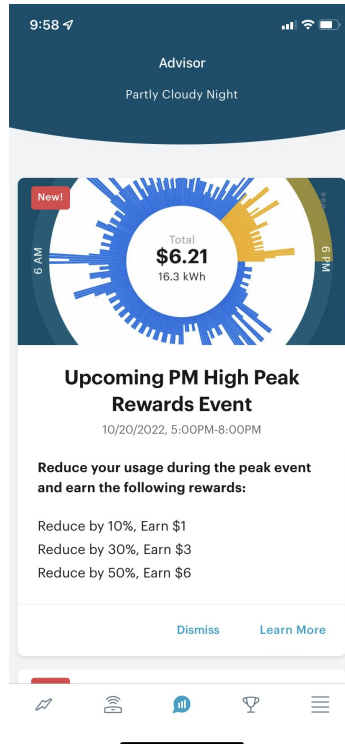 9:58
Advisor
Partly Cloudy Night
New!
6 AM
Total
$6.21
16.3 kWh
6 PM
Upcoming PM High Peak
Rewards Event
10/20/2022, 5:00PM-8:00PM
Reduce your usage during the peak event
and earn the following rewards:
Reduce by 10%, Earn $1
Reduce by 30%, Earn $3
Reduce by 50%, Earn $6
Dismiss
Learn More